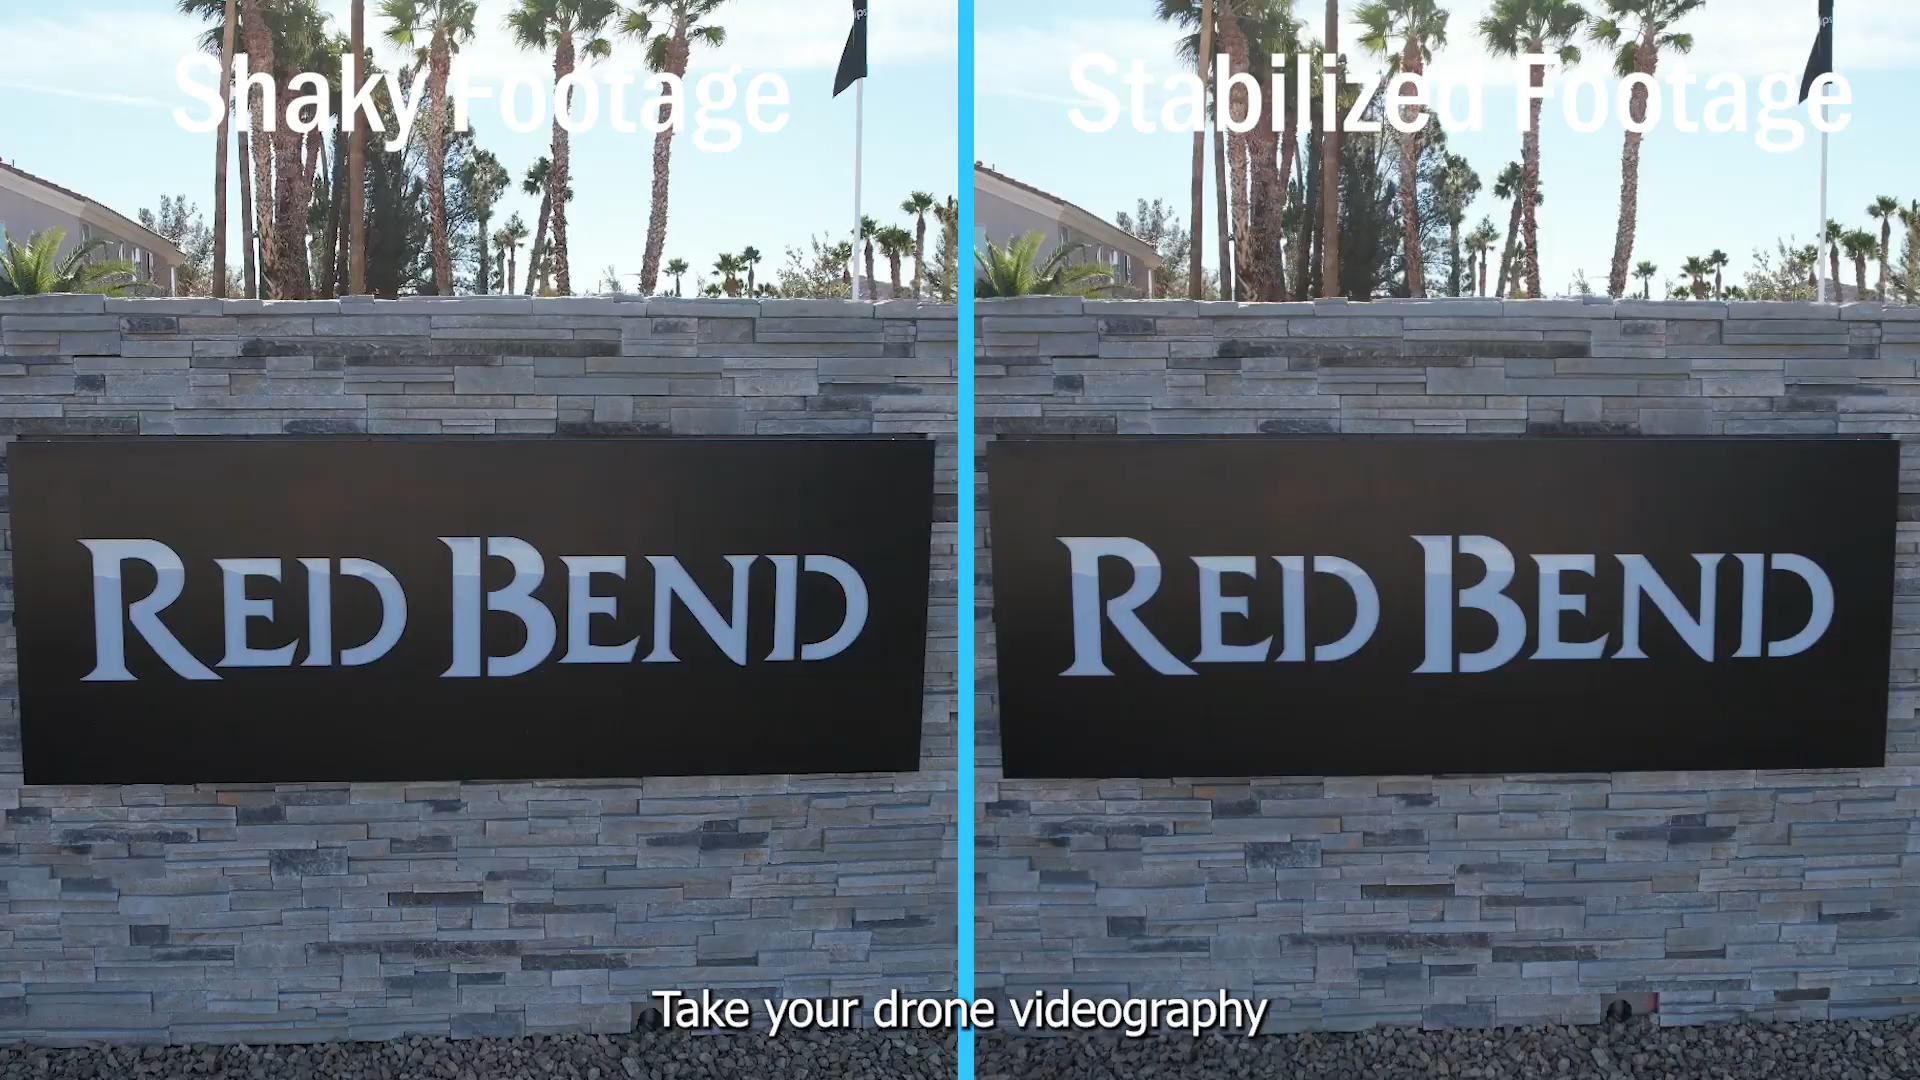 Shaky Footage
Stabilized Footage
RED BEND
RED BEND
Take your drone videography